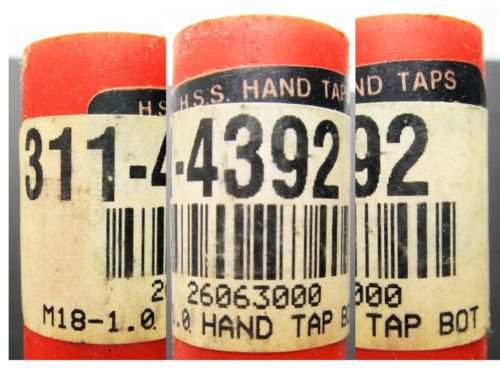 H.S H.S.S. HAND TAP ND TAPS
311-4 -4392 92
2 26063000 000
M18-1.0 .0 HAND TAP B TAP BOT